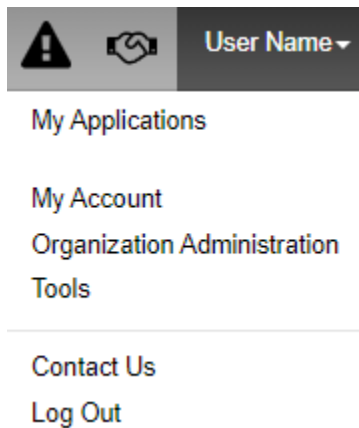 User Name
My Applications
My Account
Organization Administration
Tools
Contact Us
Log Out